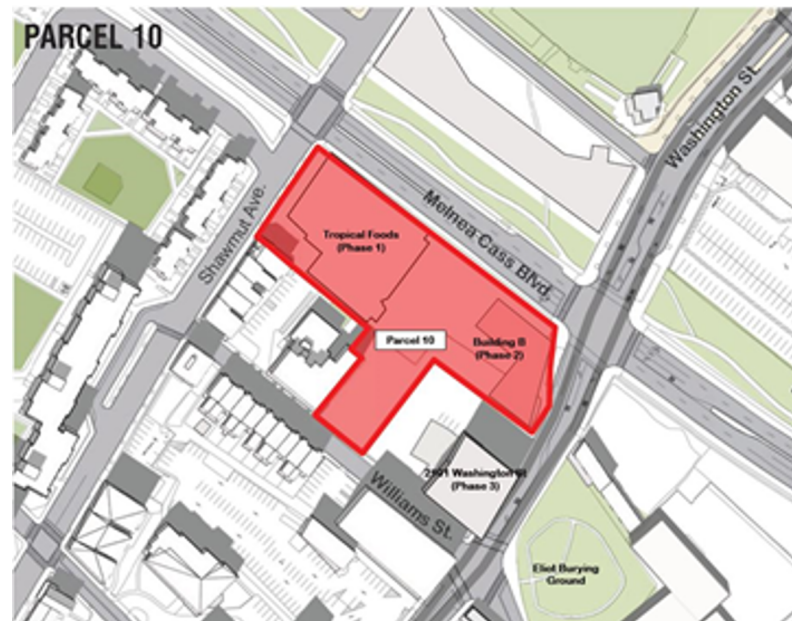 PARCEL 10
Washington St.
Shawmut Ave.
Melnea Cass Blvd.
Tropical Foods
(Phase 1)
Parcel 10
Building B
(Phase 2)
2101 Washington St
(Phase 3)
Williams St.
Eliot Burying
Ground